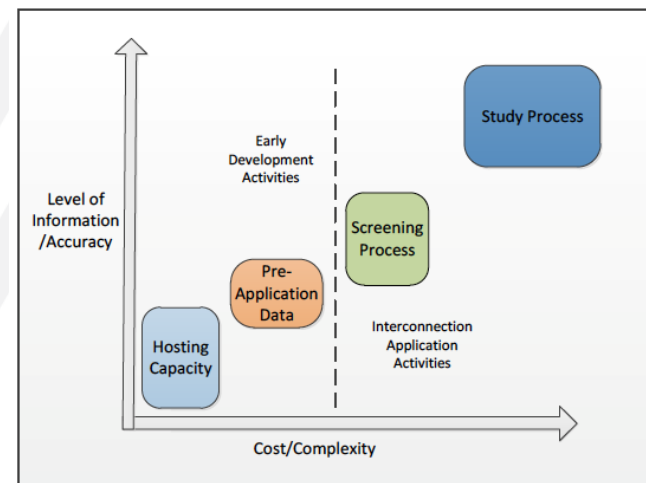 Study Process
Early
Development
Activities
Level of
Information
/Accuracy
Screening
Process
Pre-
Application
Data
Interconnection
Application
Activities
Hosting
Capacity
Cost/Complexity